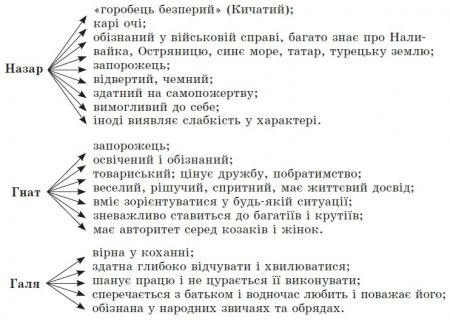 «горобець безперий» (Кичатий);
карі очі;
обізнаний у військовій справі, багато знає про Нали-
вайка, Остряницю, синє море, татар, турецьку землю;
Назар
запорожець;
відвертий, чемний;
здатний на самопожертву;
вимогливий до себе;
іноді виявляє слабкість у характері.
запорожець;
освічений і обізнаний;
товариський; цінує дружбу, побратимство;
Гнат
веселий, рішучий, спритний, має життєвий досвід;
вміє зорієнтуватися у будь-якій ситуації;
зневажливо ставиться до багатіїв і крутіїв;
має авторитет серед козаків і жінок.
вірна у коханні;
здатна глибоко відчувати і хвилюватися;
Галя
шанує працю і не цурається її виконувати;
сперечається з батьком і водночас любить і поважає його;
обізнана у народних звичаях та обрядах.